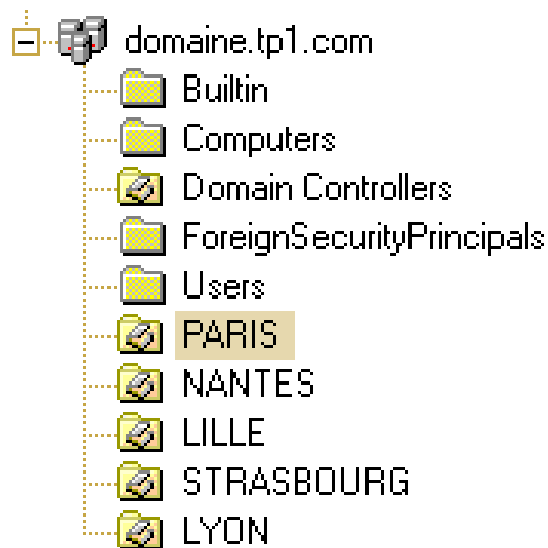 domaine.tp1.com
Builtin
Computers
Domain Controllers
ForeignSecurityPrincipals
Users
PARIS
NANTES
LILLE
STRASBOURG
LYON